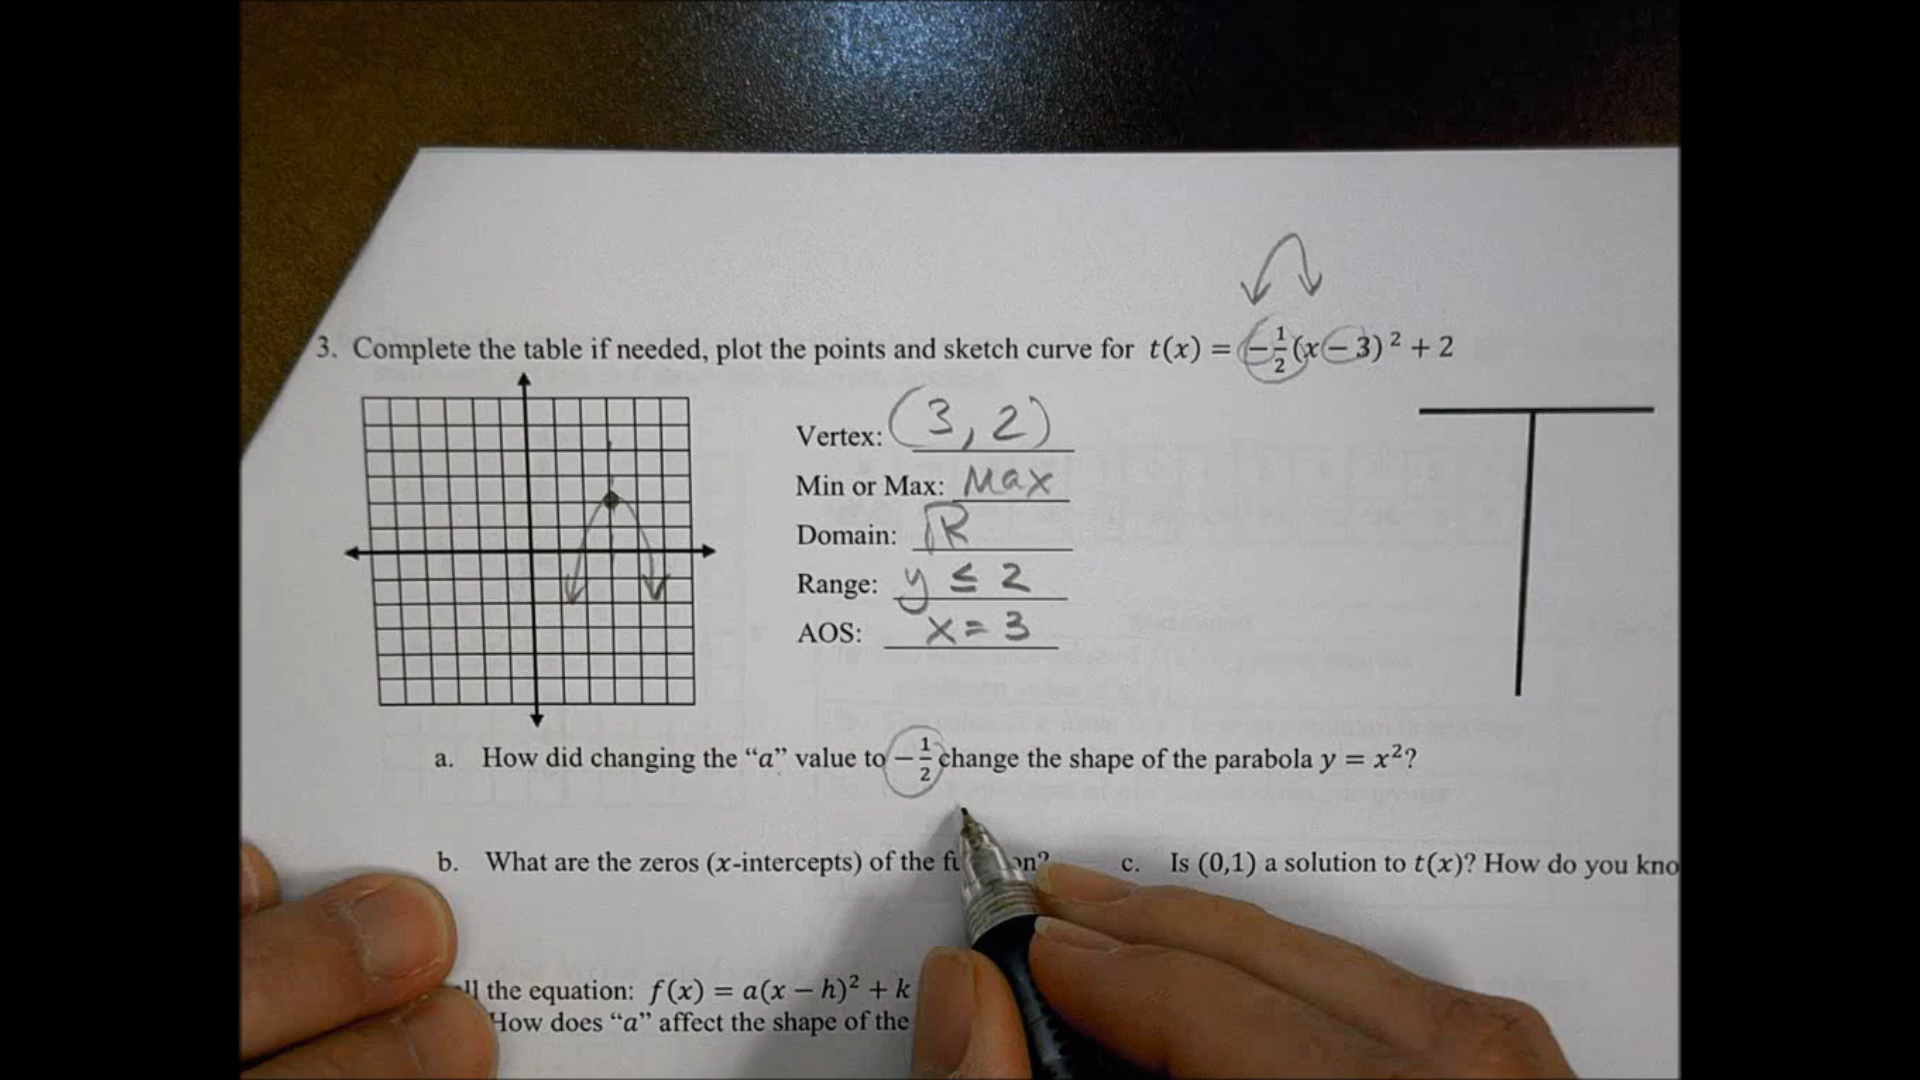 3. Complete the table if needed, plot the points and sketch curve for t(x) = -1/2(x - 3)² + 2
Vertex: (3, 2)
Min or Max: Max
Domain: ℝ
Range: y ≤ 2
AOS: x = 3
a. How did changing the “a” value to -1/2 change the shape of the parabola y = x²?
b. What are the zeros (x-intercepts) of the
c. Is (0,1) a solution to t(x)? How do you
the equation: f(x) = a(x - h)² + k
How does “a” affect the shape of the